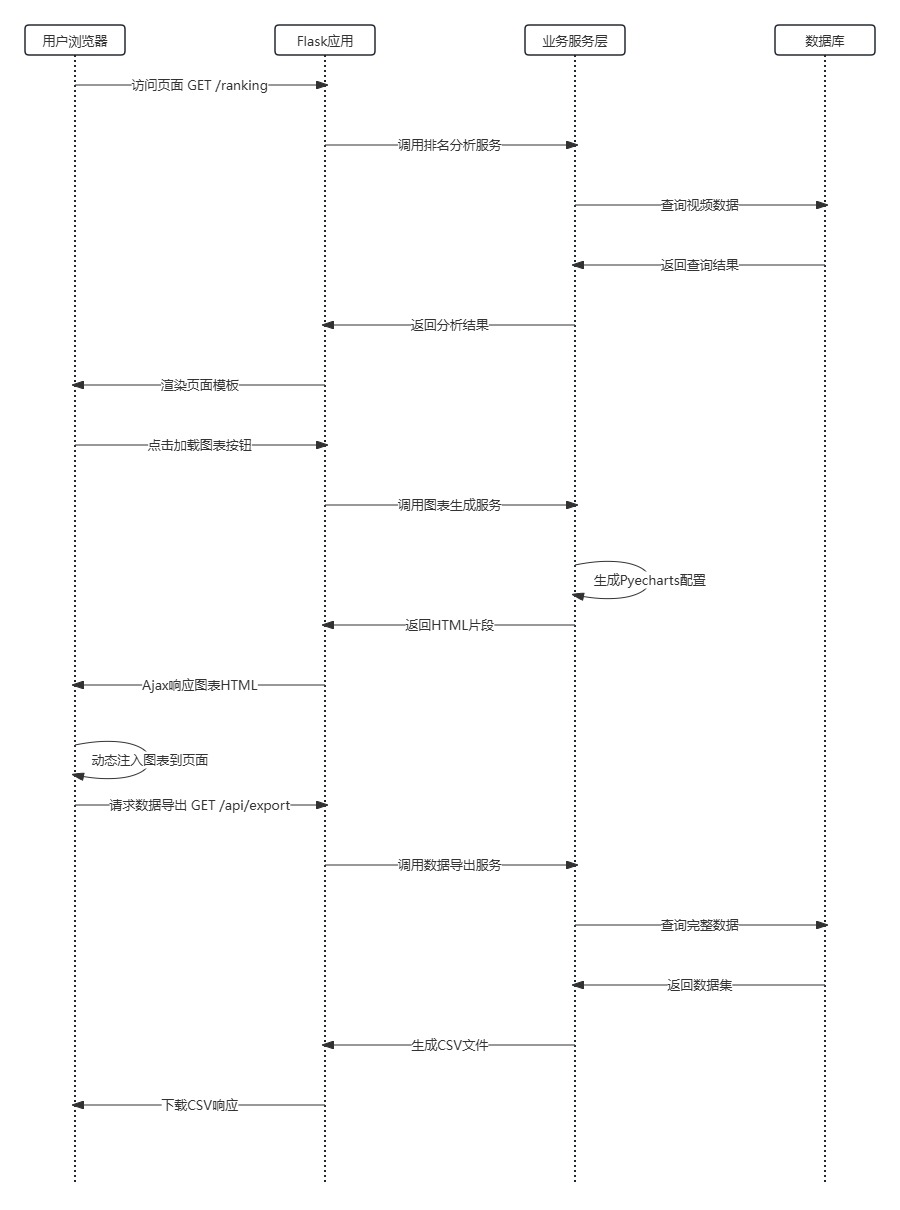 用户浏览器
Flask应用
业务服务层
数据库
访问页面 GET /ranking
调用排名分析服务
查询视频数据
返回查询结果
返回分析结果
渲染页面模板
点击加载图表按钮
调用图表生成服务
生成Pyecharts配置
返回HTML片段
Ajax响应图表HTML
动态注入图表到页面
请求数据导出 GET /api/export
调用数据导出服务
查询完整数据
返回数据集
生成CSV文件
下载CSV响应